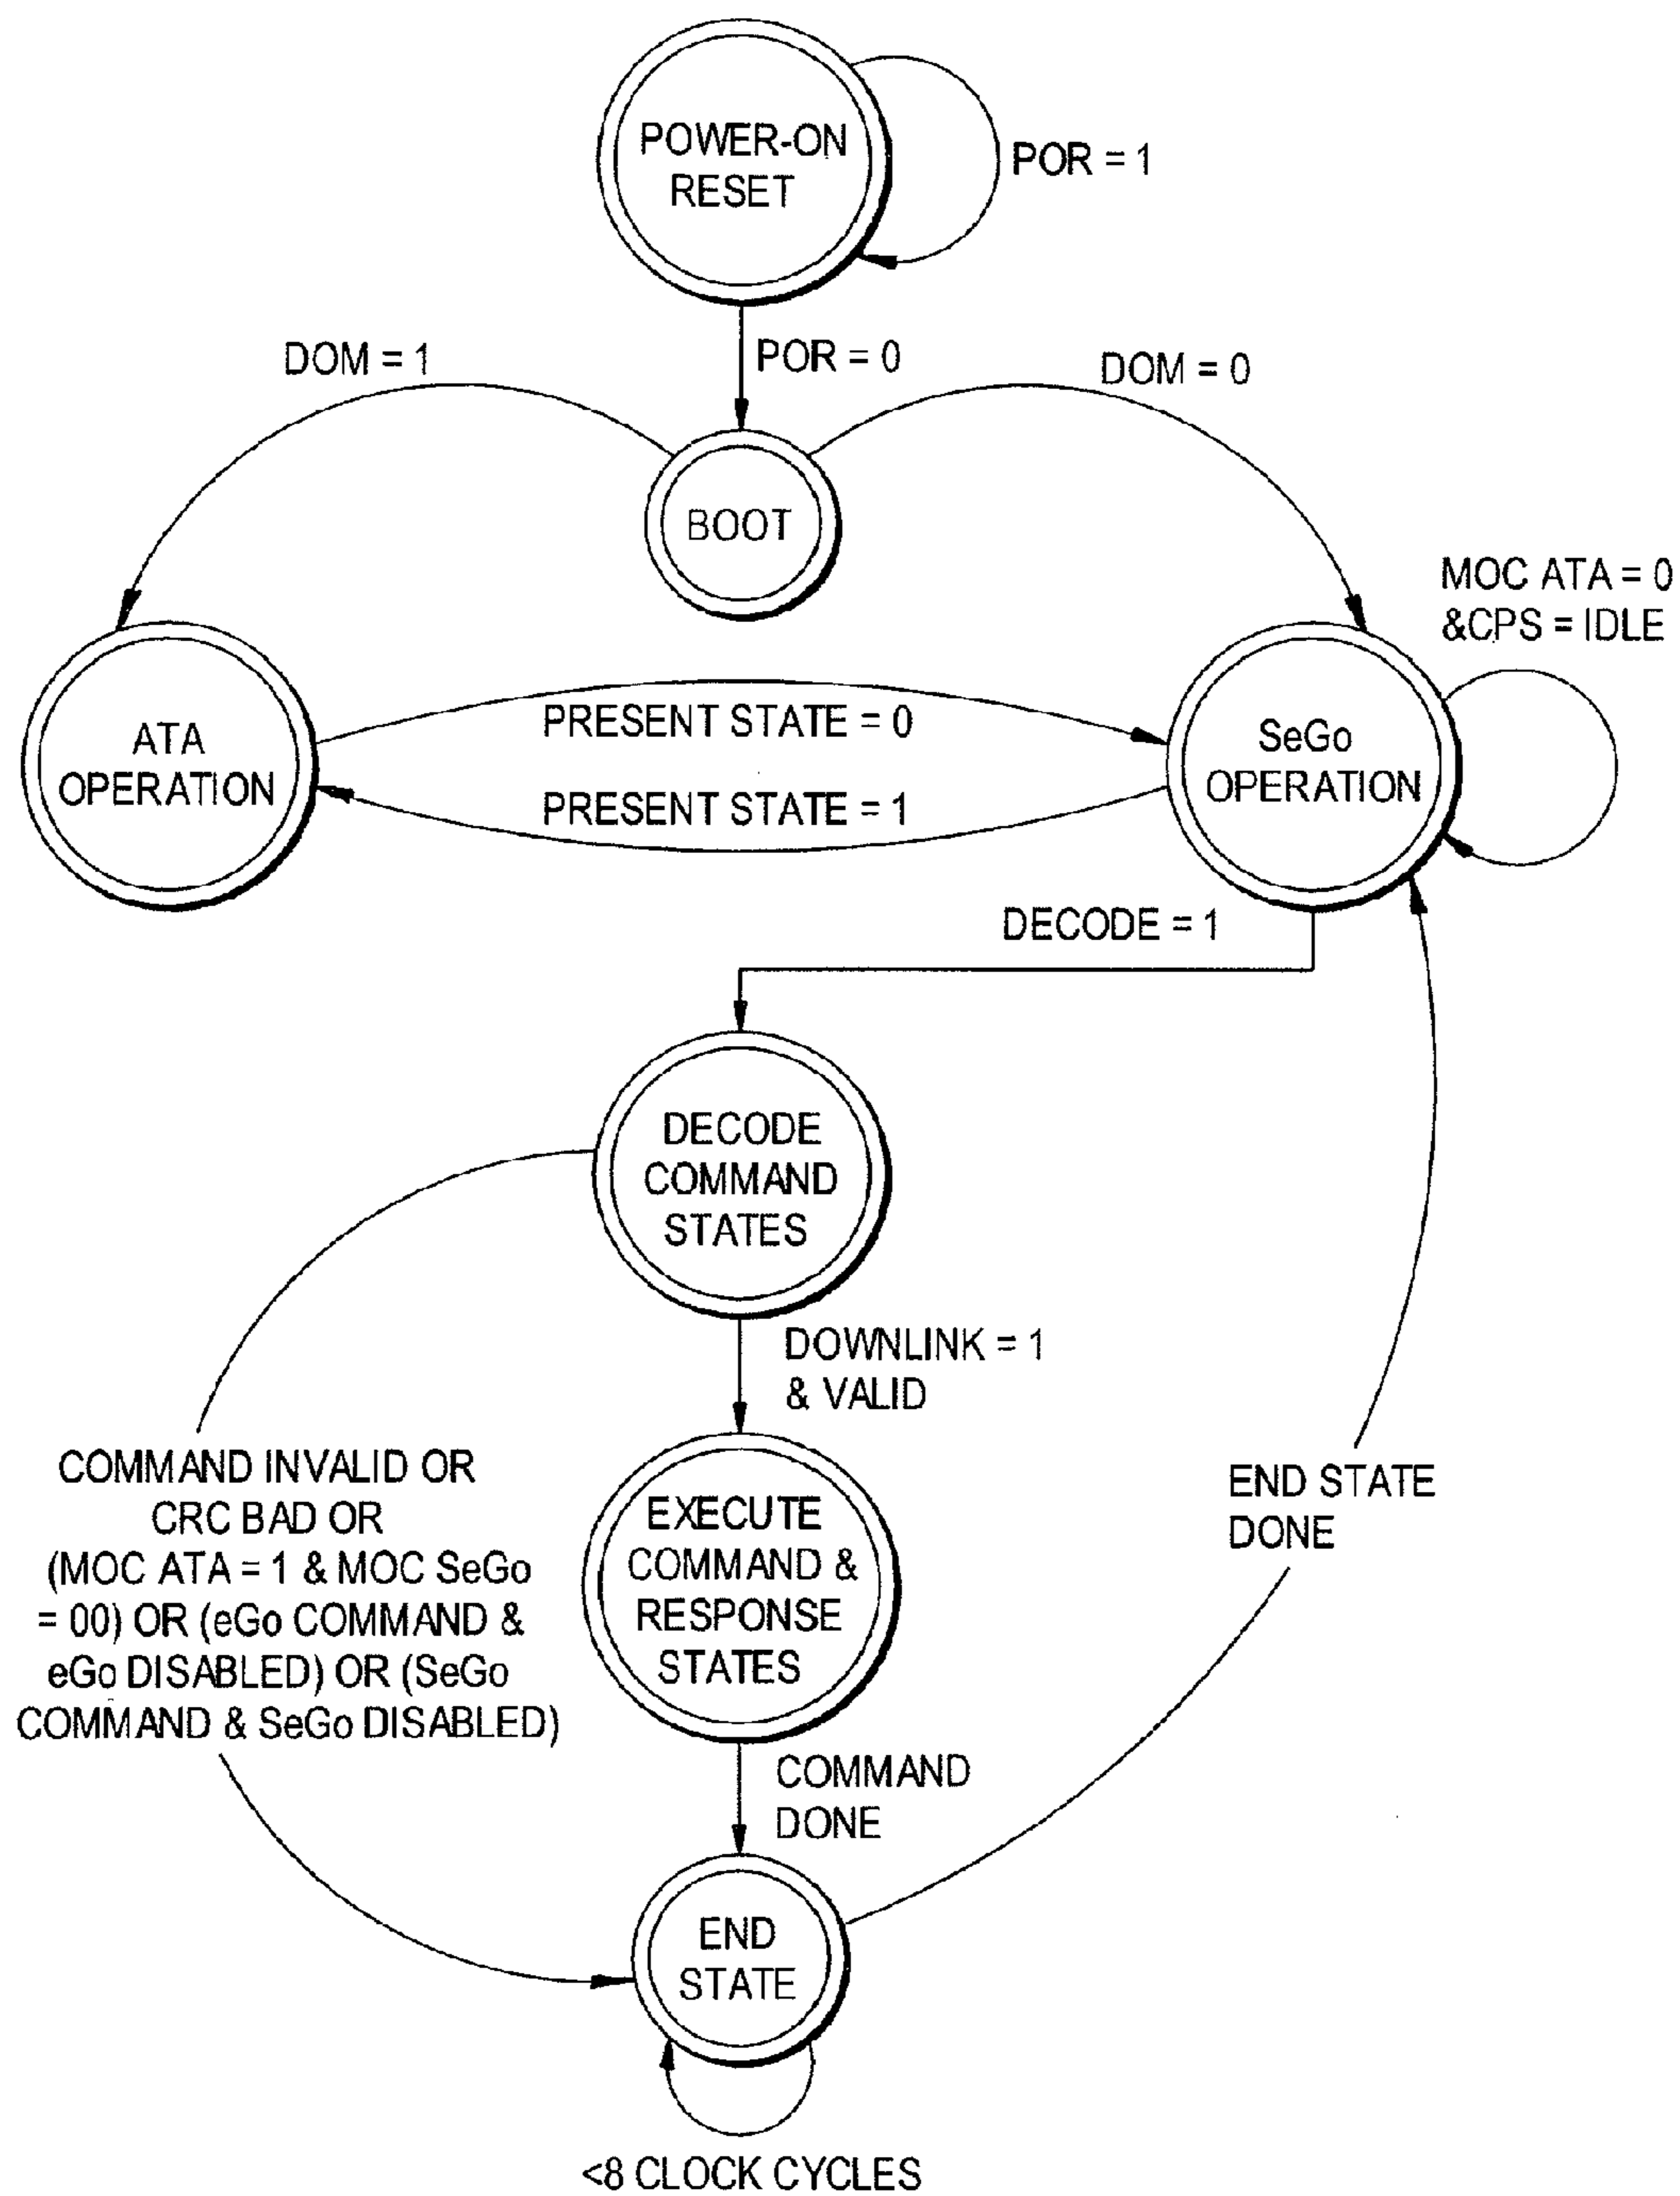 POWER-ON
RESET
POR = 1
DOM = 1
POR = 0
DOM = 0
BOOT
MOC ATA = 0
&CPS = IDLE
ATA
OPERATION
PRESENT STATE = 0
PRESENT STATE = 1
SeGo
OPERATION
DECODE = 1
DECODE
COMMAND
STATES
DOWNLINK = 1
& VALID
COMMAND INVALID OR
CRC BAD OR
(MOC ATA = 1 & MOC SeGo
= 00) OR (eGo COMMAND &
eGo DISABLED) OR (SeGo
COMMAND & SeGo DISABLED)
EXECUTE
COMMAND &
RESPONSE
STATES
END STATE
DONE
COMMAND
DONE
END
STATE
<8 CLOCK CYCLES